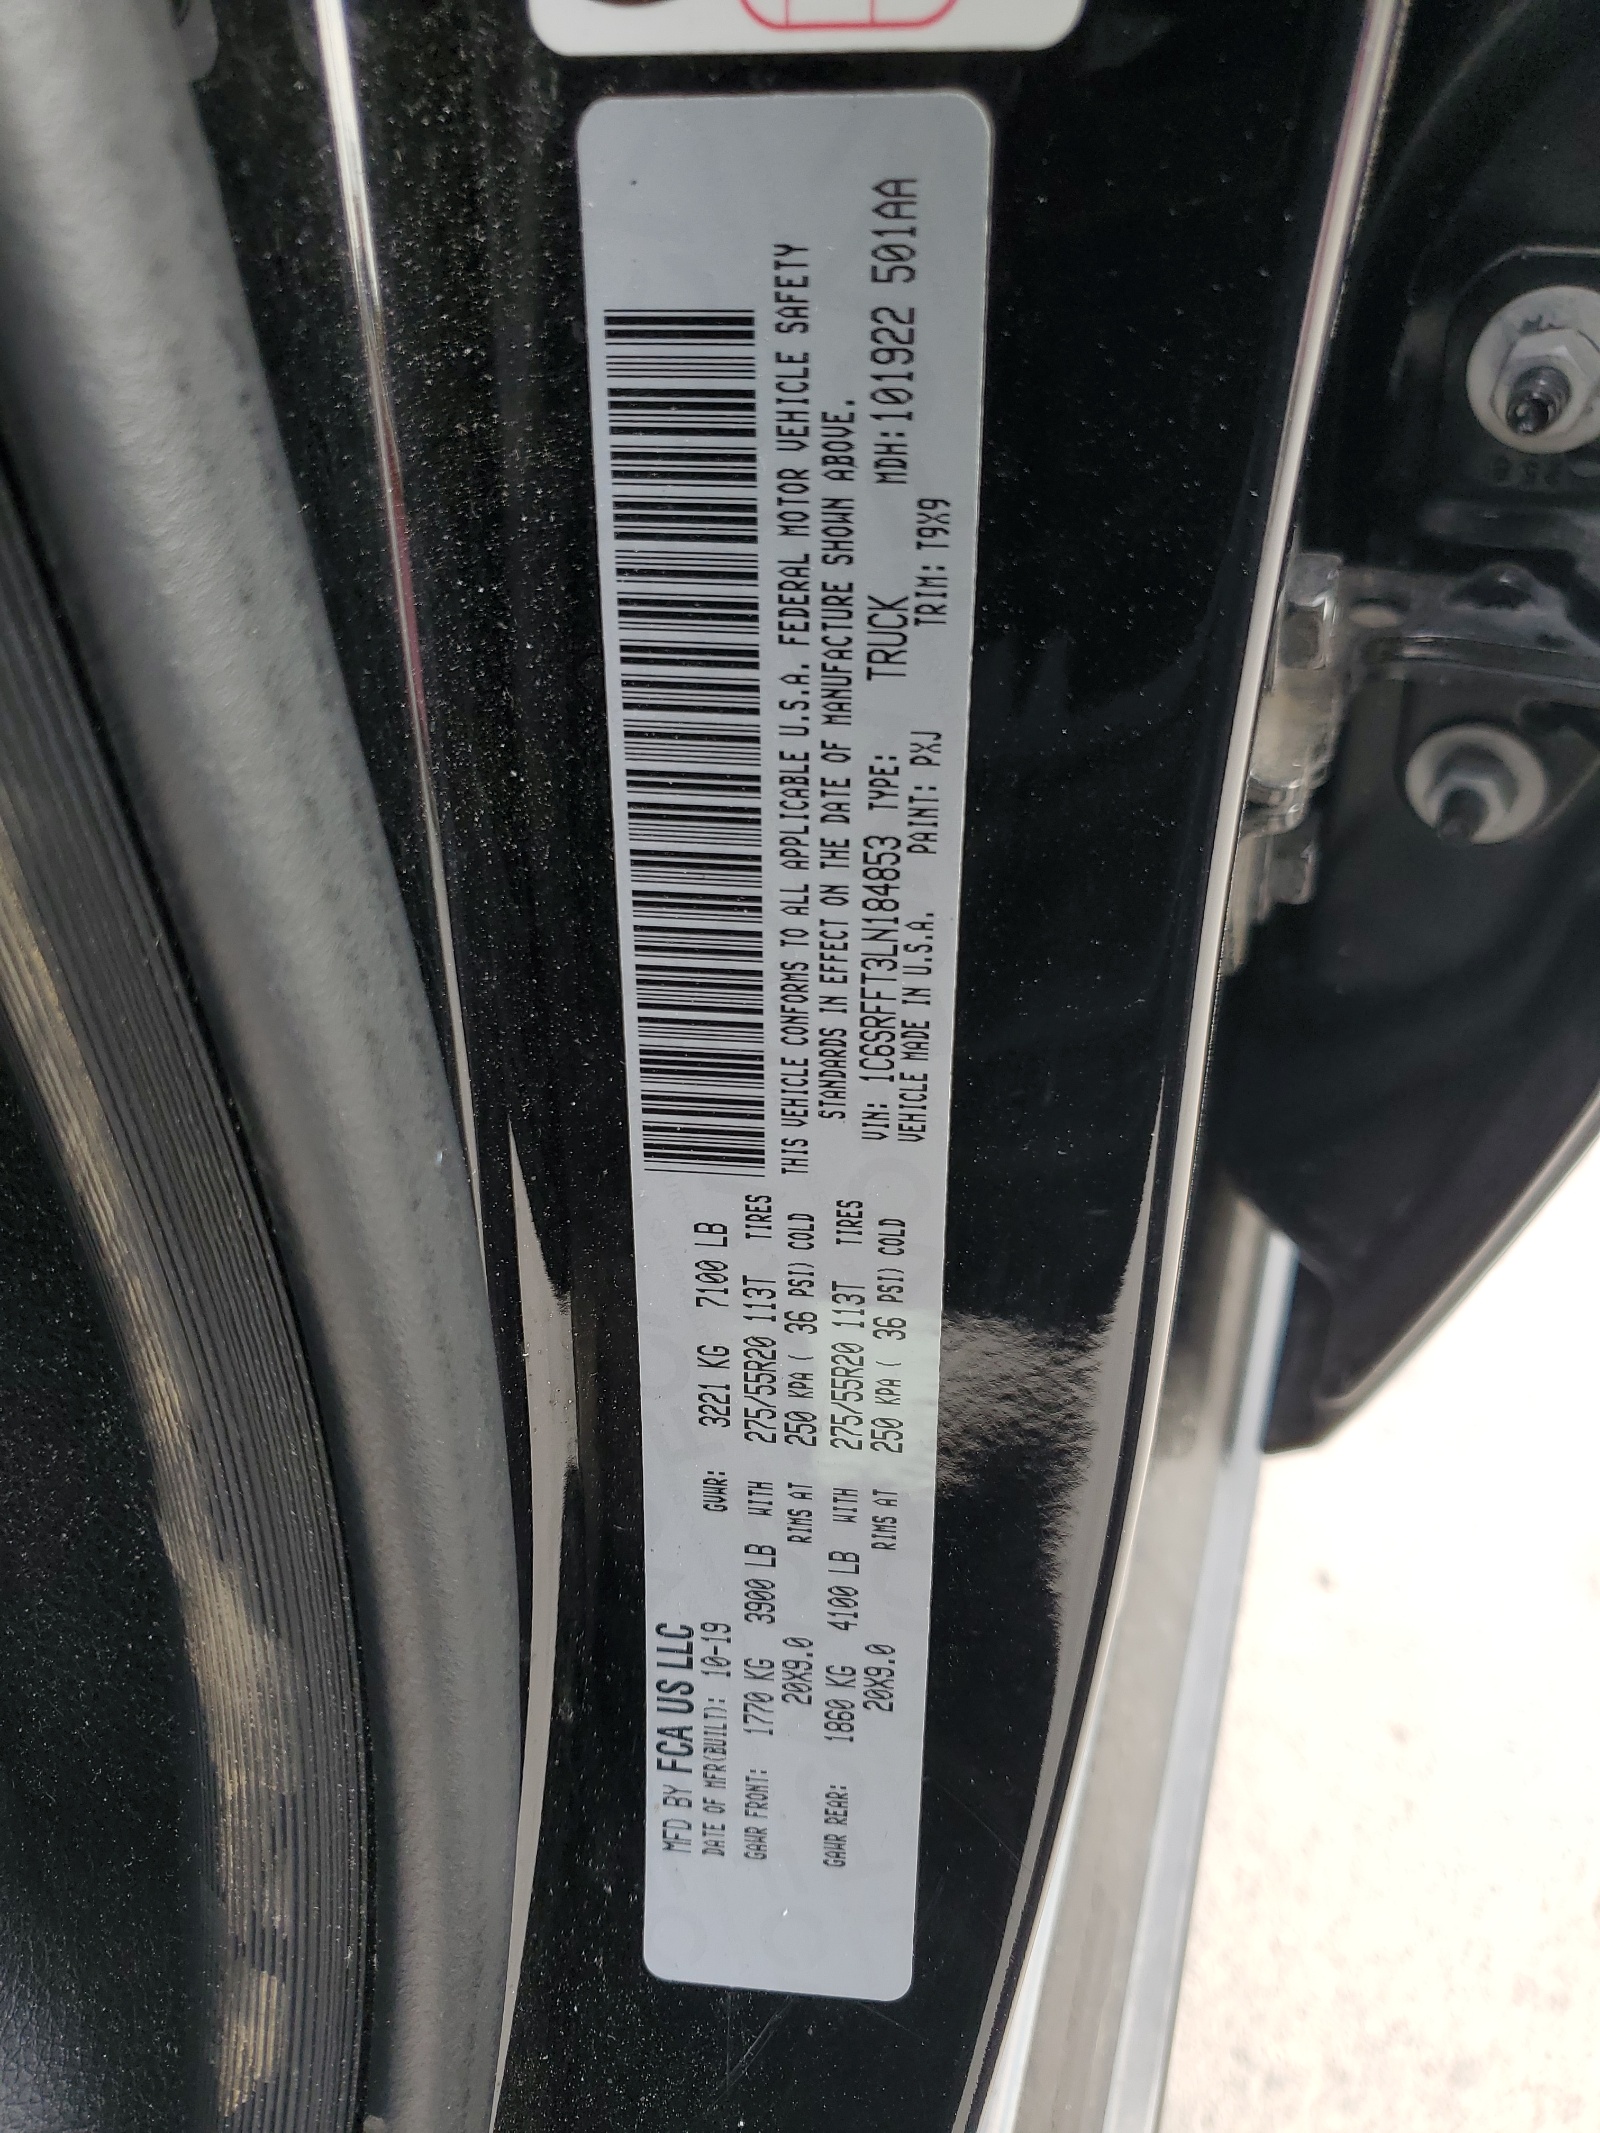 MFD BY FCA US LLC
DATE OF MFR(BUILT): 10-19 GVWR: 3221 KG 7100 LB
GAWR FRONT: 1770 KG 3900 LB WITH 275/55R20 113T TIRES
20X9.0 RIMS AT 250 KPA ( 36 PSI) COLD
GAWR REAR: 1860 KG 4100 LB WITH 275/55R20 113T TIRES
20X9.0 RIMS AT 250 KPA ( 36 PSI) COLD
THIS VEHICLE CONFORMS TO ALL APPLICABLE U.S.A. FEDERAL MOTOR VEHICLE SAFETY
STANDARDS IN EFFECT ON THE DATE OF MANUFACTURE SHOWN ABOVE.
VIN: 1C6SRFFT3LN184853 TYPE: TRUCK MDH: 101922 501AA
VEHICLE MADE IN U.S.A. PAINT: PXJ TRIM: T9X9